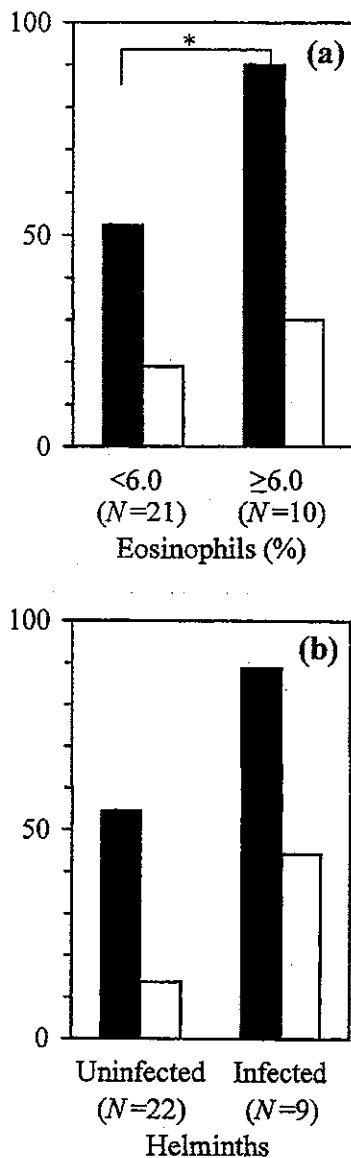 100
(a)
*
50
0
<6.0 ≥6.0
(N=21) (N=10)
Eosinophils (%)
100
(b)
50
0
Uninfected Infected
(N=22) (N=9)
Helminths